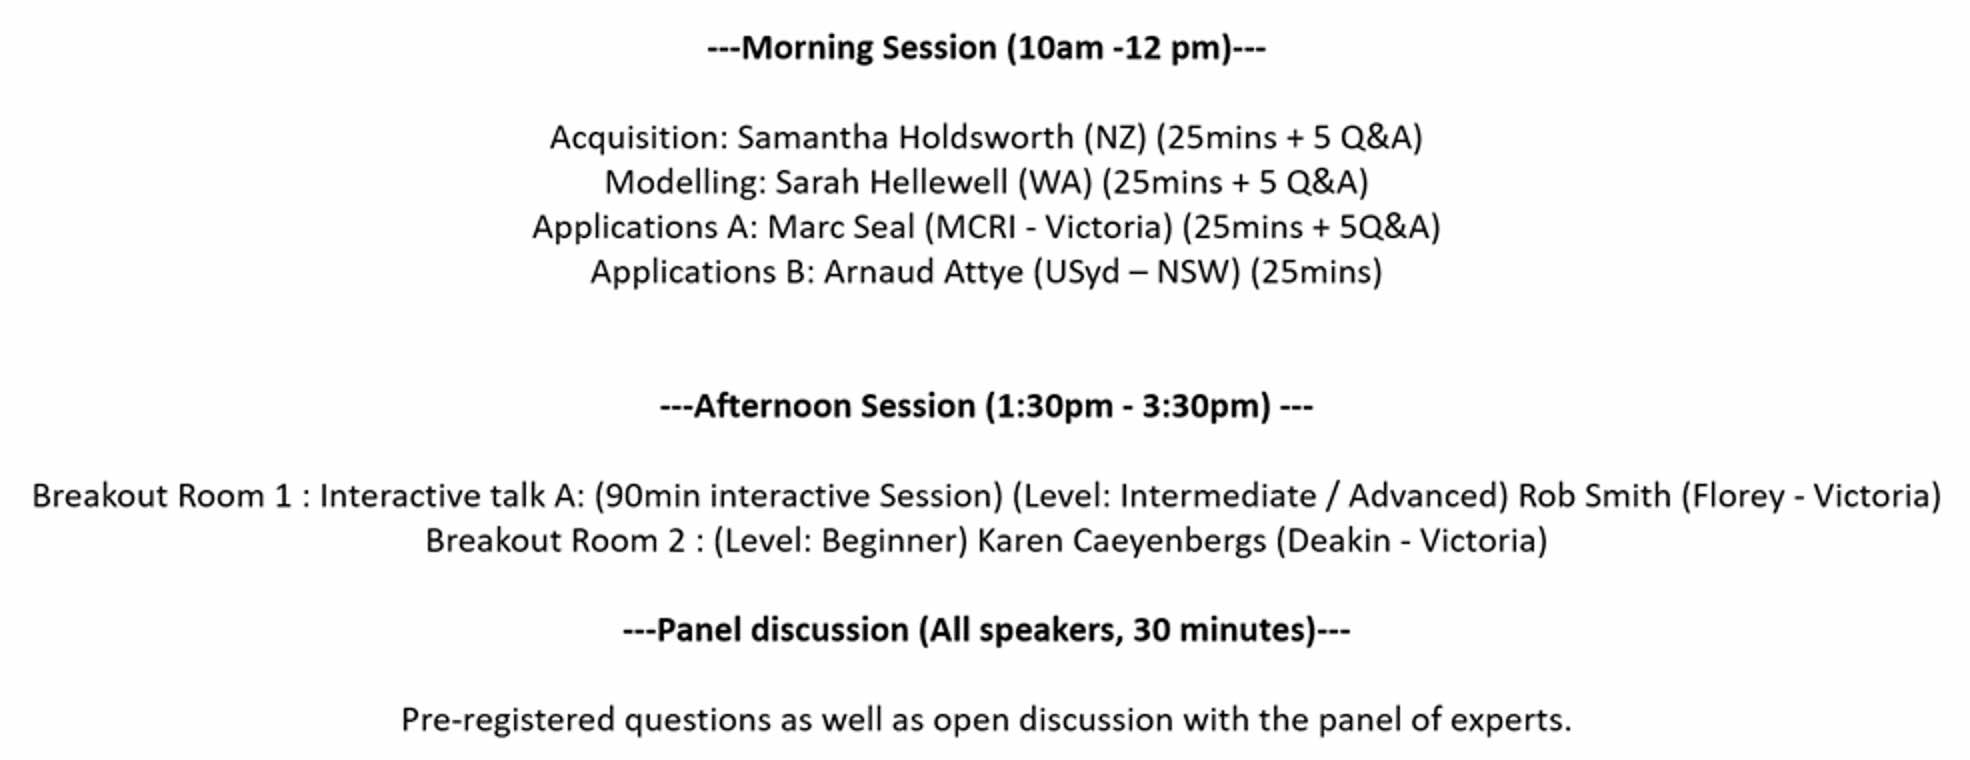 ---Morning Session (10am -12 pm)---
Acquisition: Samantha Holdsworth (NZ) (25mins + 5 Q&A)
Modelling: Sarah Hellewell (WA) (25mins + 5 Q&A)
Applications A: Marc Seal (MCRI - Victoria) (25mins + 5Q&A)
Applications B: Arnaud Attye (USyd – NSW) (25mins)
---Afternoon Session (1:30pm - 3:30pm) ---
Breakout Room 1 : Interactive talk A: (90min interactive Session) (Level: Intermediate / Advanced) Rob Smith (Florey - Victoria)
Breakout Room 2 : (Level: Beginner) Karen Caeyenbergs (Deakin - Victoria)
---Panel discussion (All speakers, 30 minutes)---
Pre-registered questions as well as open discussion with the panel of experts.